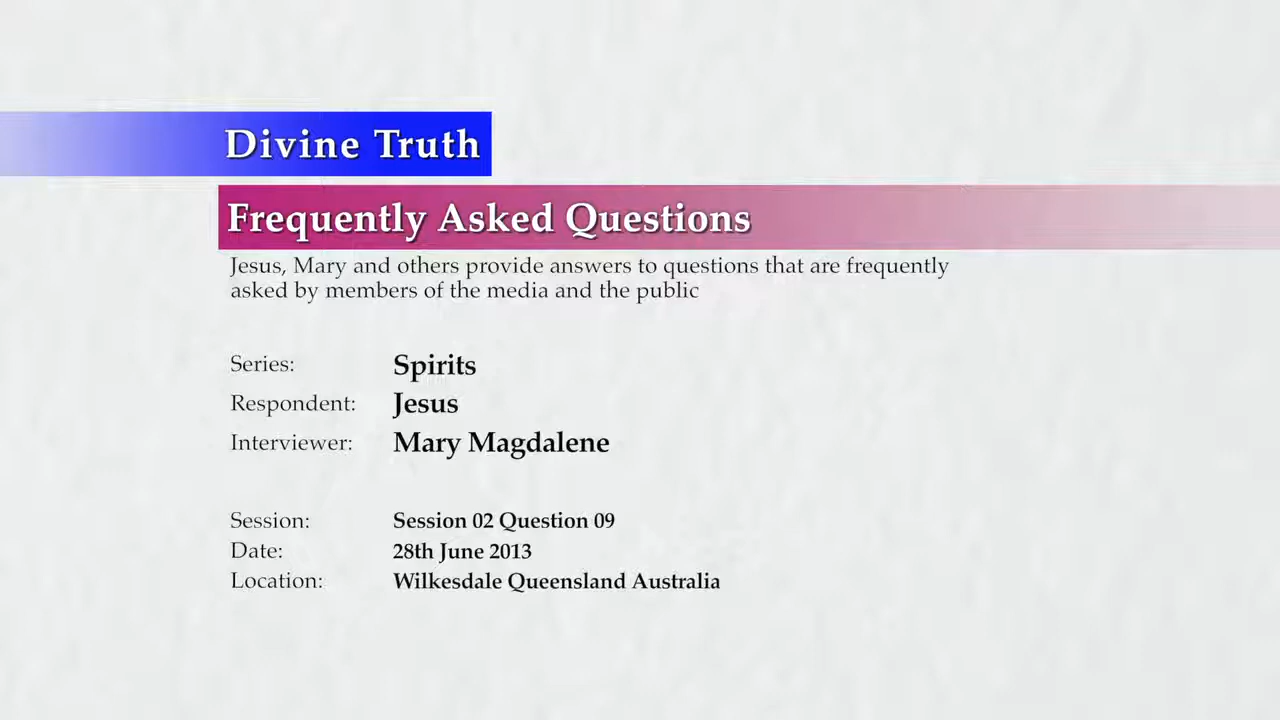 Divine Truth
Frequently Asked Questions
Jesus, Mary and others provide answers to questions that are frequently
asked by members of the media and the public
Series: Spirits
Respondent: Jesus
Interviewer: Mary Magdalene
Session: Session 02 Question 09
Date: 28th June 2013
Location: Wilkesdale Queensland Australia